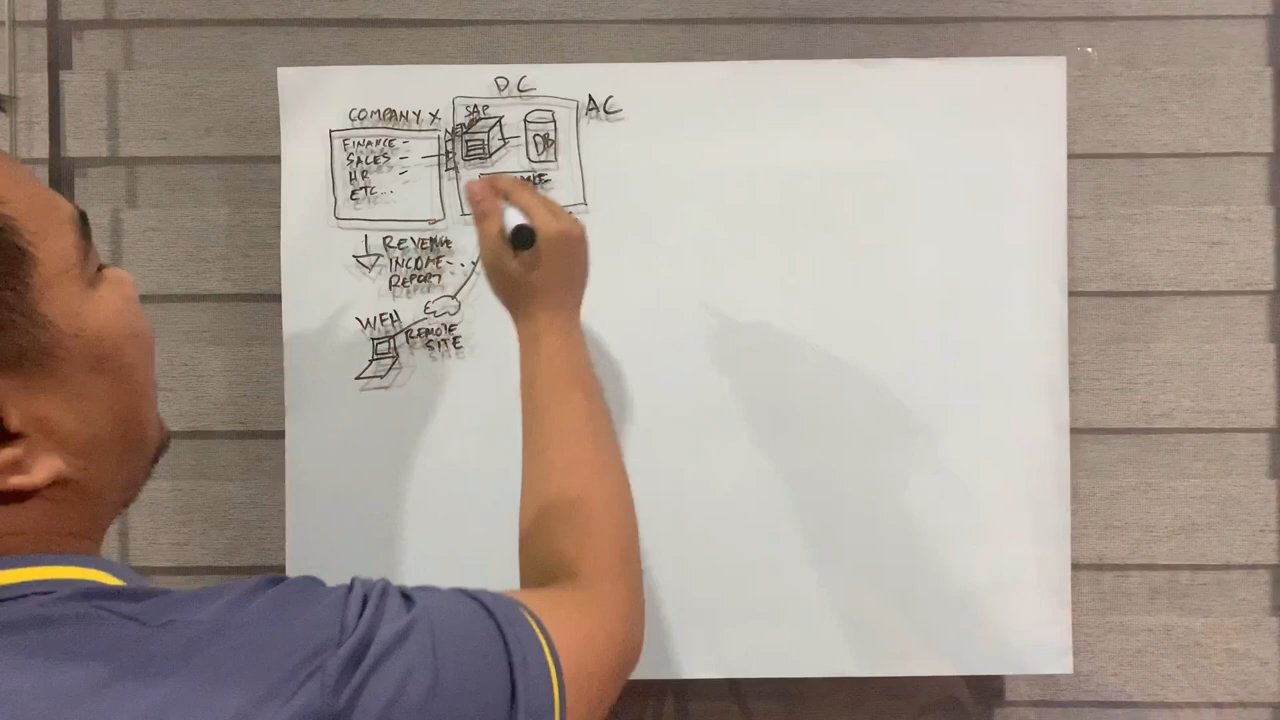 DC
AC
COMPANY X
SAP
FINANCE -
SALES -
HR -
ETC...
DB
REVENUE
INCOME-..
REPORT
WFH
REMOTE
SITE